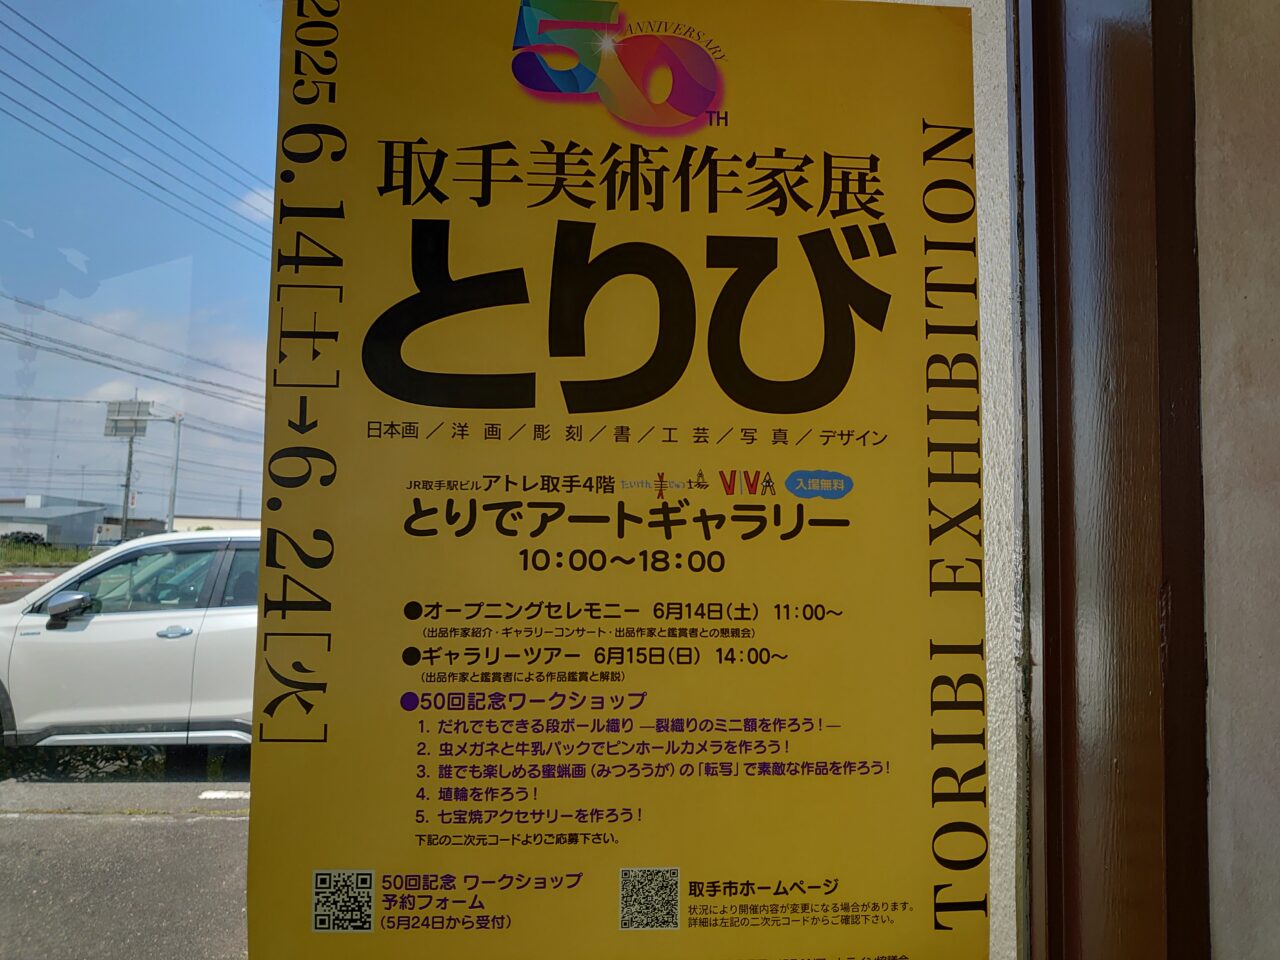 50 ANNIVERSARY
TH
取手美術作家展
とりび
2025 6.14[土]→6.24[火]
TORIBI EXHIBITION
日本画／洋画／彫刻／書／工芸／写真／デザイン
JR取手駅ビルアトレ取手4階 たいけん美じゅつ場 VIVA 入場無料
とりでアートギャラリー
10:00〜18:00
●オープニングセレモニー 6月14日(土) 11:00〜
(出品作家紹介・ギャラリーコンサート・出品作家と鑑賞者との懇親会)
●ギャラリーツアー 6月15日(日) 14:00〜
(出品作家と鑑賞者による作品鑑賞と解説)
●50回記念ワークショップ
1. だれでもできる段ボール織り ―裂織りのミニ額を作ろう!―
2. 虫メガネと牛乳パックでピンホールカメラを作ろう!
3. 誰でも楽しめる蜜蝋画(みつろうが)の「転写」で素敵な作品を作ろう!
4. 埴輪を作ろう!
5. 七宝焼アクセサリーを作ろう!
下記の二次元コードよりご応募下さい。
50回記念 ワークショップ
予約フォーム
(5月24日から受付)
取手市ホームページ
状況により開催内容が変更になる場合があります。
詳細は左記の二次元コードからご確認下さい。